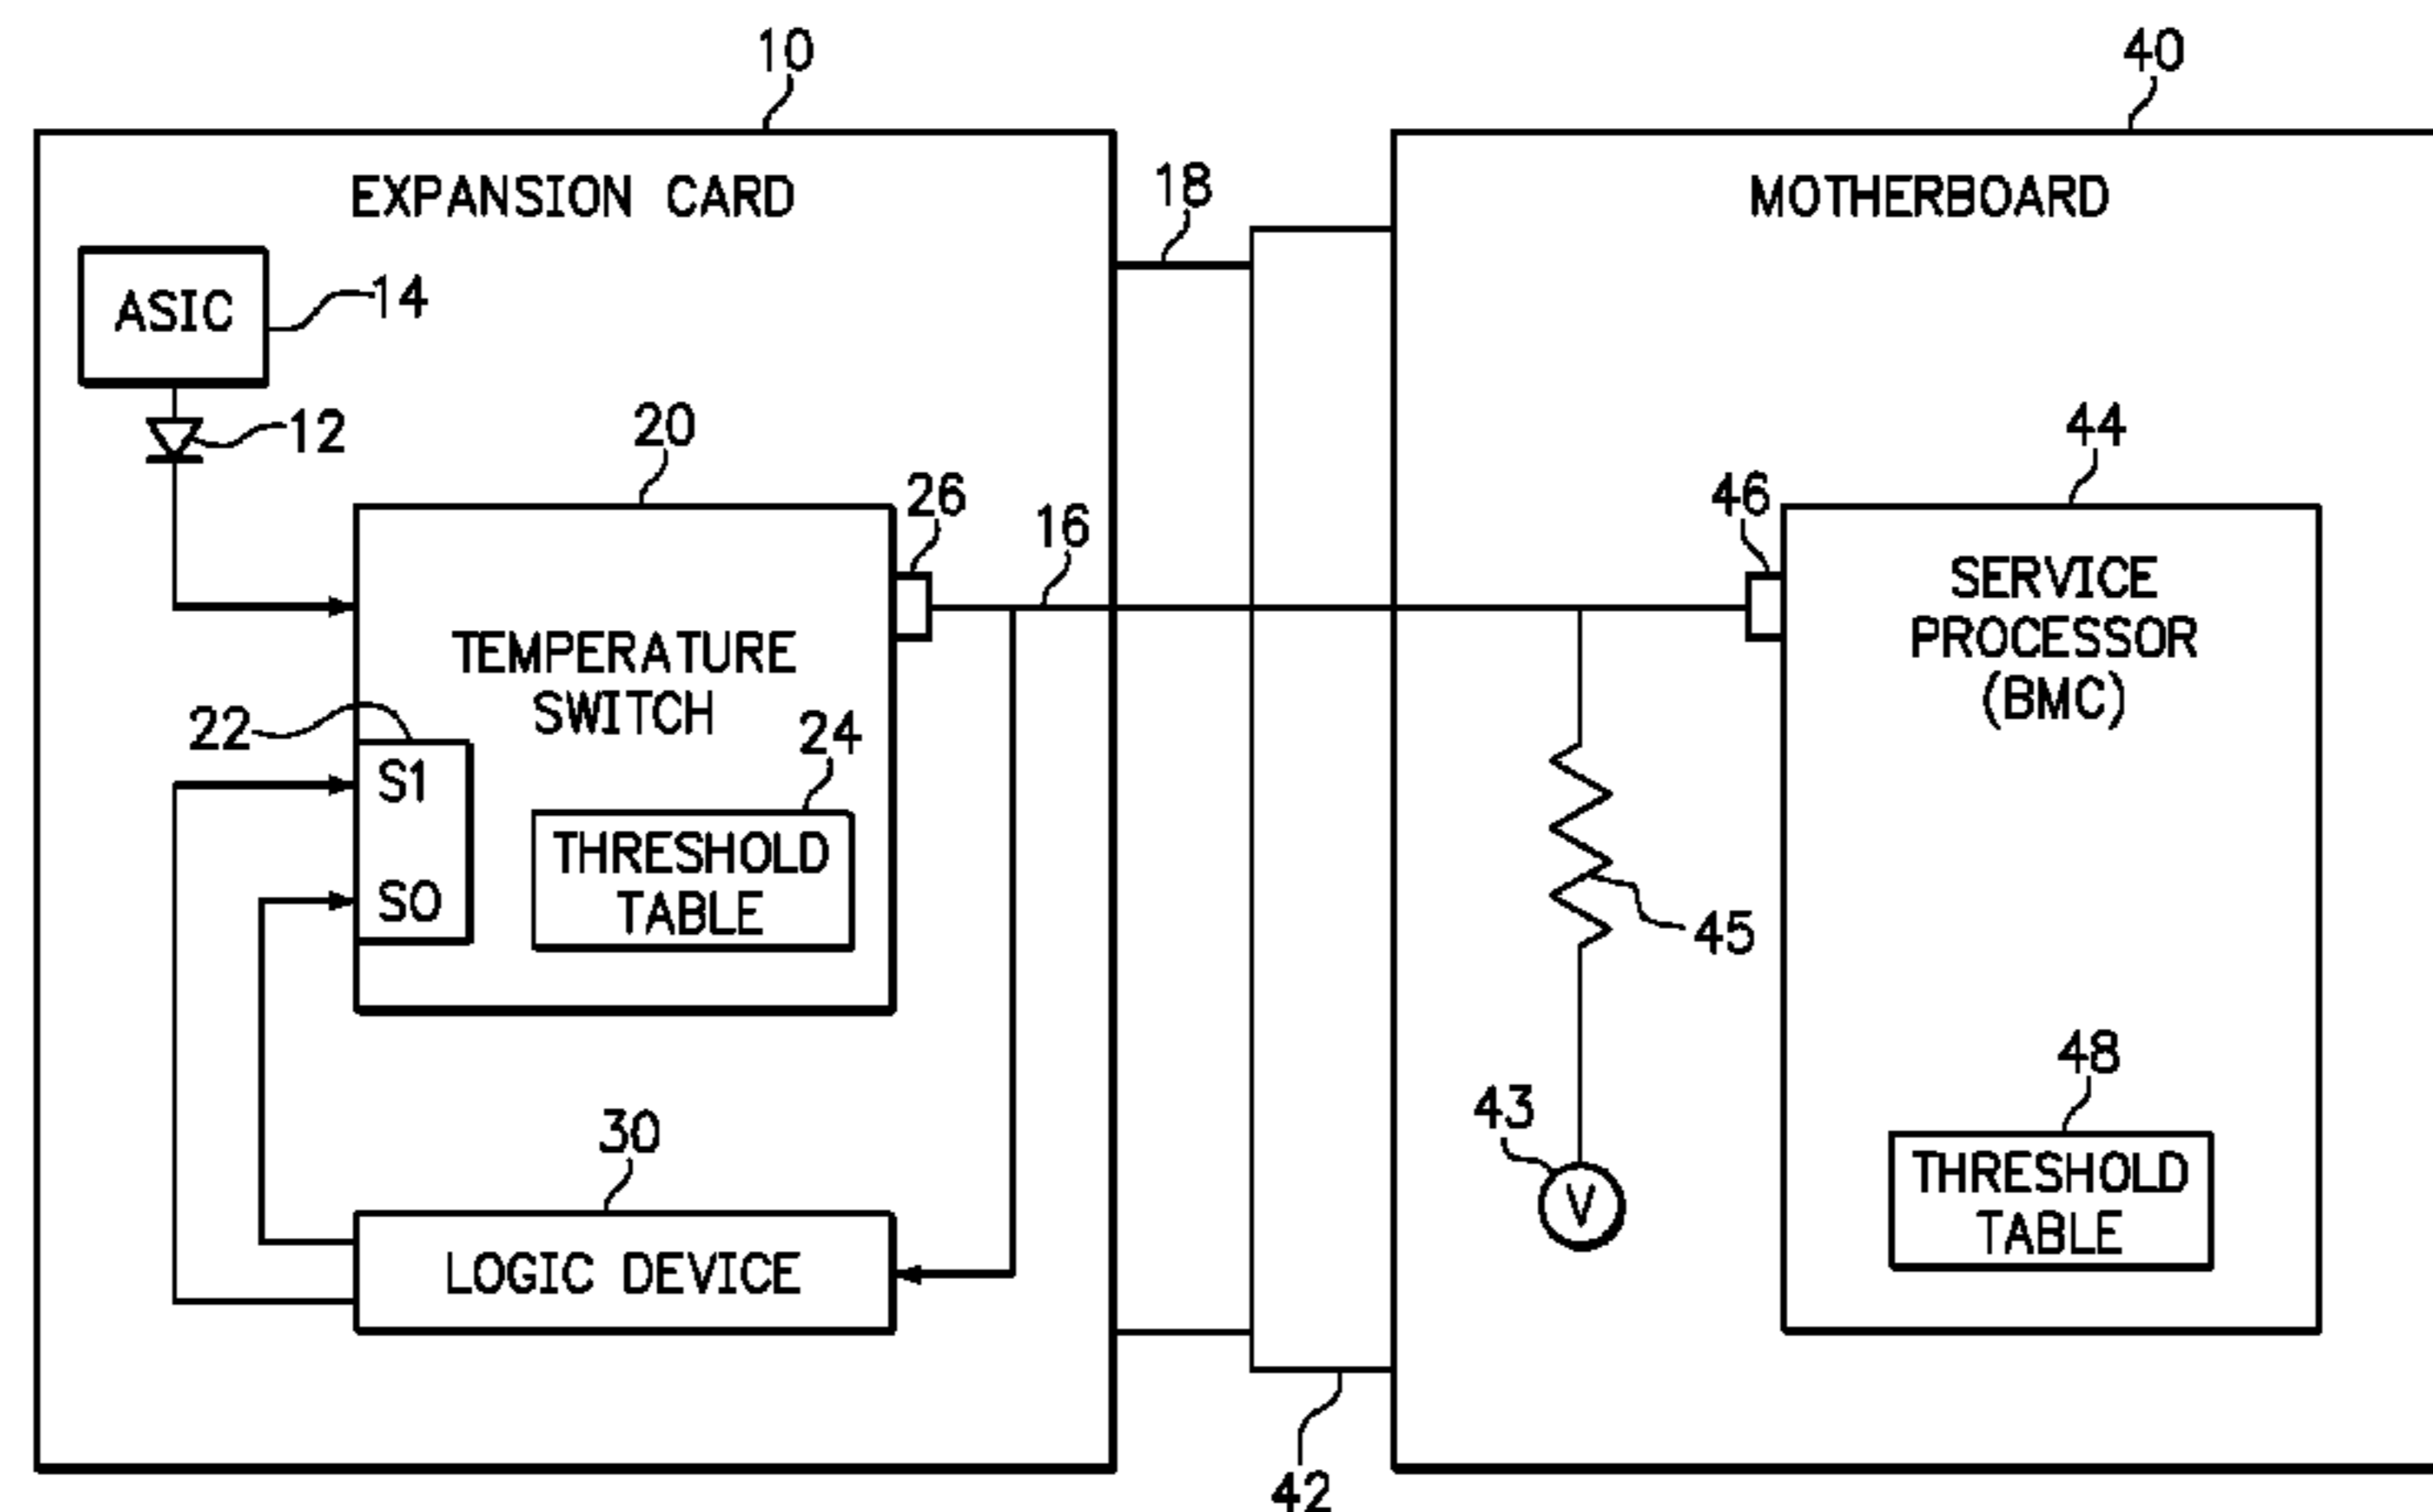 10
40
EXPANSION CARD
18
MOTHERBOARD
ASIC
14
12
20
26
16
46
44
TEMPERATURE
SWITCH
22
S1
S0
24
THRESHOLD
TABLE
SERVICE
PROCESSOR
(BMC)
45
43
V
48
THRESHOLD
TABLE
30
LOGIC DEVICE
42